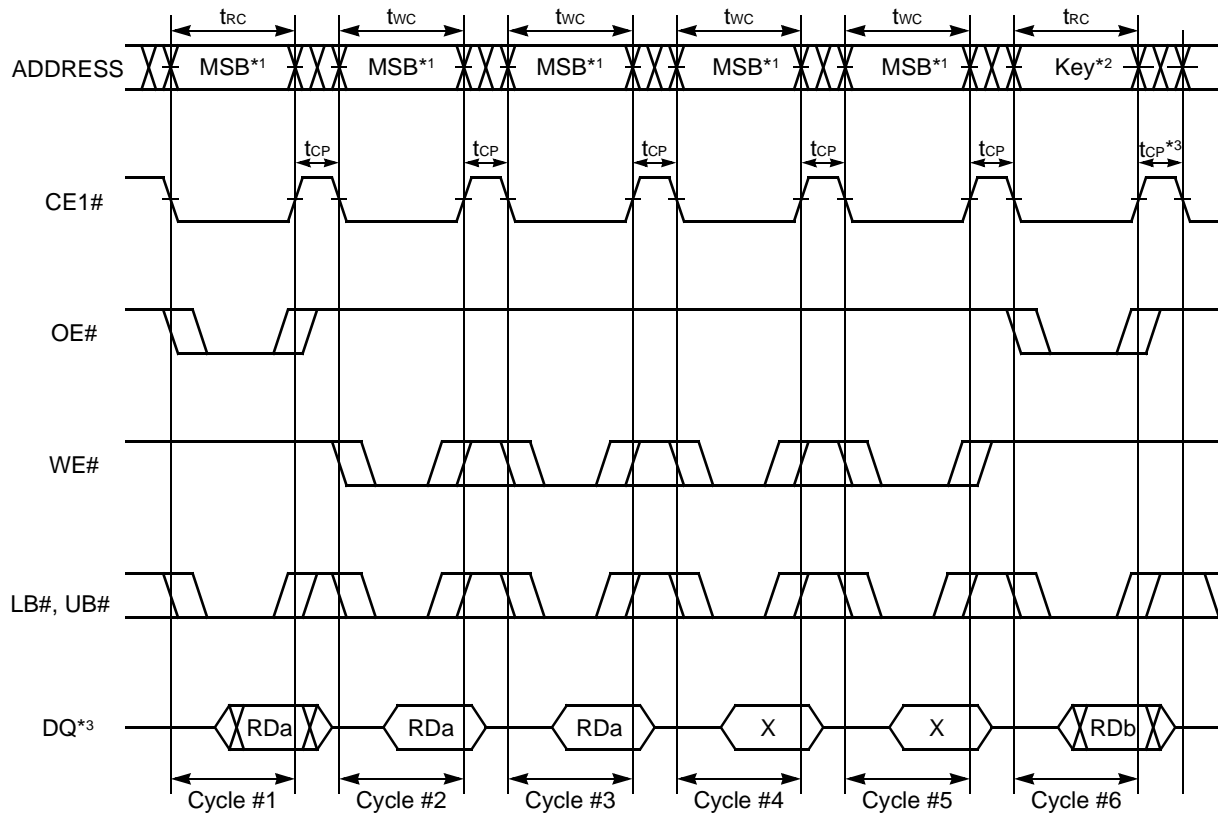 tRC tWC tWC tWC tWC tRC
ADDRESS MSB*1 MSB*1 MSB*1 MSB*1 MSB*1 Key*2
tCP tCP tCP tCP tCP tCP*3
CE1#
OE#
WE#
LB#, UB#
DQ*3 RDa RDa RDa X X RDb
Cycle #1 Cycle #2 Cycle #3 Cycle #4 Cycle #5 Cycle #6